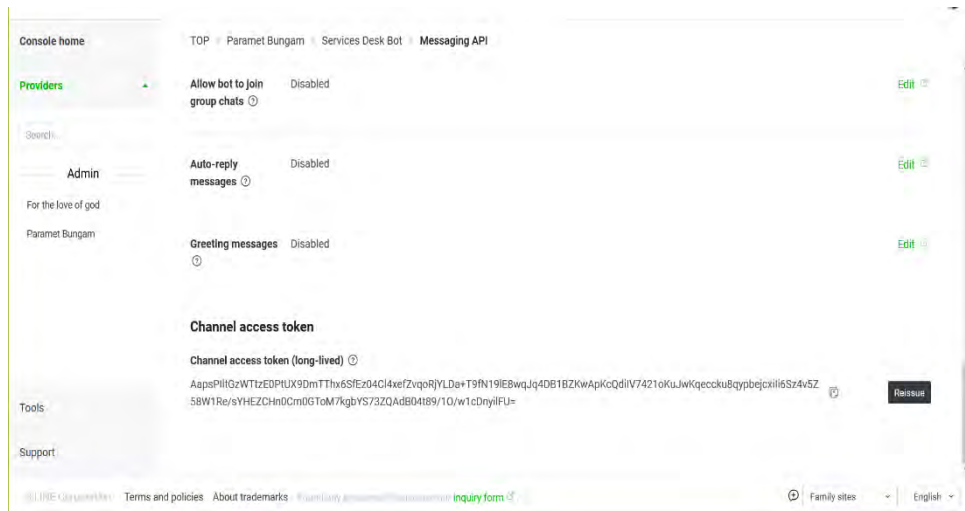 Console home
TOP Paramet Bungam Services Desk Bot Messaging API
Providers
Allow bot to join group chats
Disabled
Edit
Search...
Admin
For the love of god
Paramet Bungam
Auto-reply messages
Disabled
Edit
Greeting messages
Disabled
Edit
Channel access token
Channel access token (long-lived)
Reissue
Tools
Support
Terms and policies About trademarks
inquiry form
Family sites
English